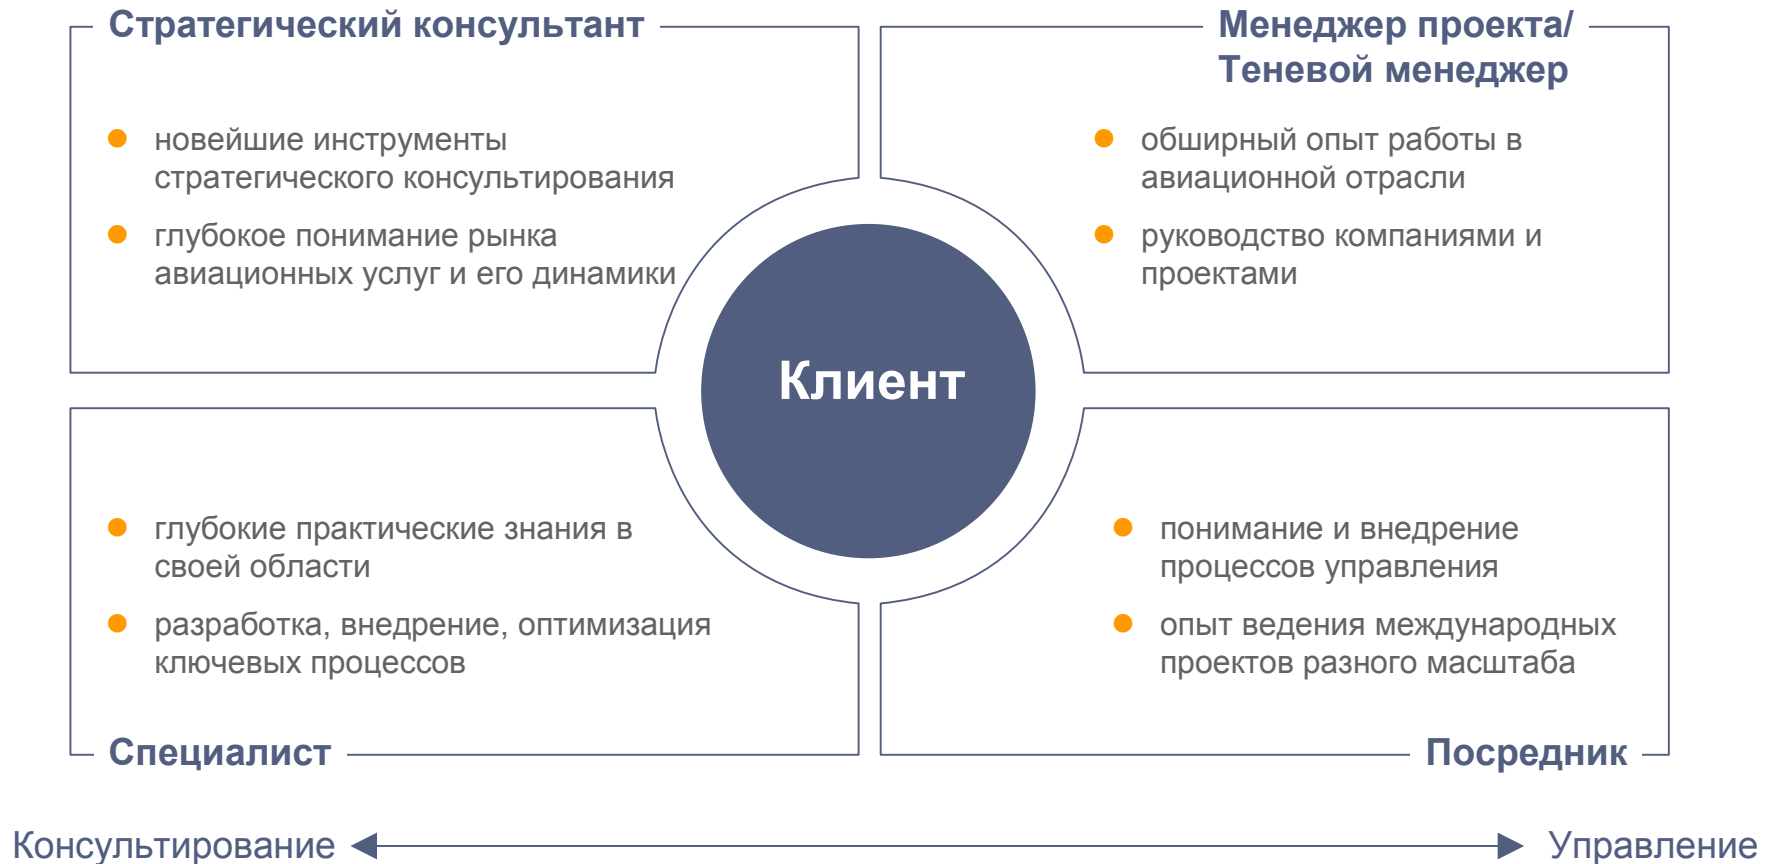 Стратегический консультант
новейшие инструменты
стратегического консультирования
глубокое понимание рынка
авиационных услуг и его динамики
Менеджер проекта/
Теневой менеджер
обширный опыт работы в
авиационной отрасли
руководство компаниями и
проектами
Клиент
глубокие практические знания в
своей области
разработка, внедрение, оптимизация
ключевых процессов
Специалист
понимание и внедрение
процессов управления
опыт ведения международных
проектов разного масштаба
Посредник
Консультирование
Управление